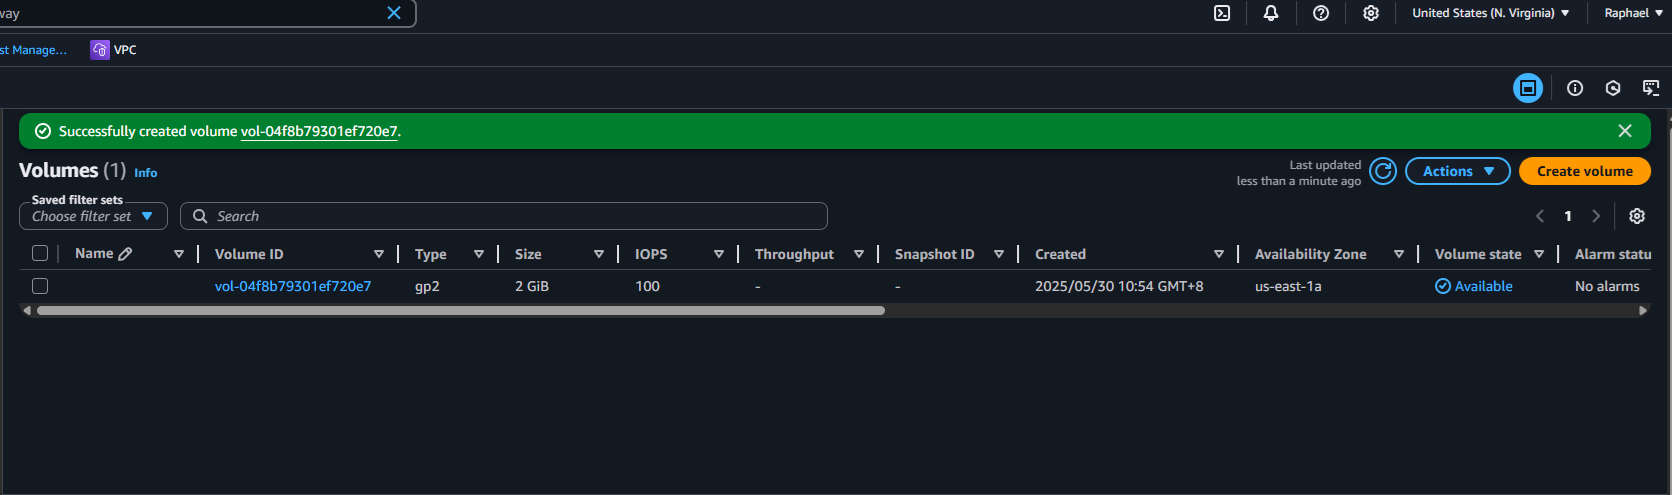 way
United States (N. Virginia)
Raphael
st Manage...
VPC
Successfully created volume vol-04f8b79301ef720e7.
Volumes (1) Info
Last updated
less than a minute ago
Actions
Create volume
Saved filter sets
Choose filter set
Search
1
Name Volume ID Type Size IOPS Throughput Snapshot ID Created Availability Zone Volume state Alarm statu
vol-04f8b79301ef720e7 gp2 2 GiB 100 - - 2025/05/30 10:54 GMT+8 us-east-1a Available No alarms